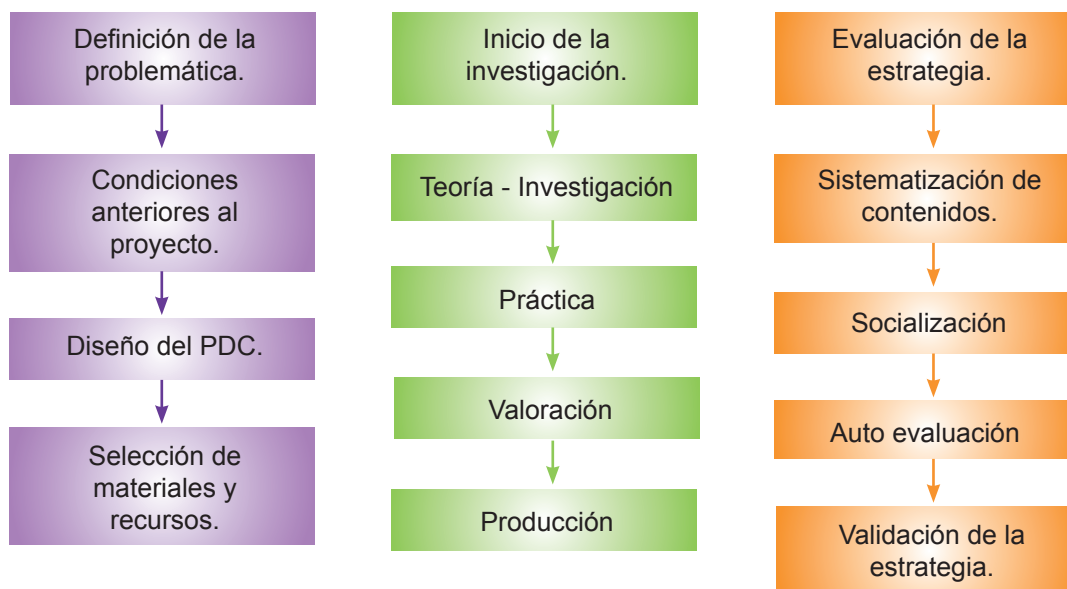 Definición de la
problemática.
Condiciones
anteriores al
proyecto.
Diseño del PDC.
Selección de
materiales y
recursos.
Inicio de la
investigación.
Teoría - Investigación
Práctica
Valoración
Producción
Evaluación de la
estrategia.
Sistematización de
contenidos.
Socialización
Auto evaluación
Validación de la
estrategia.